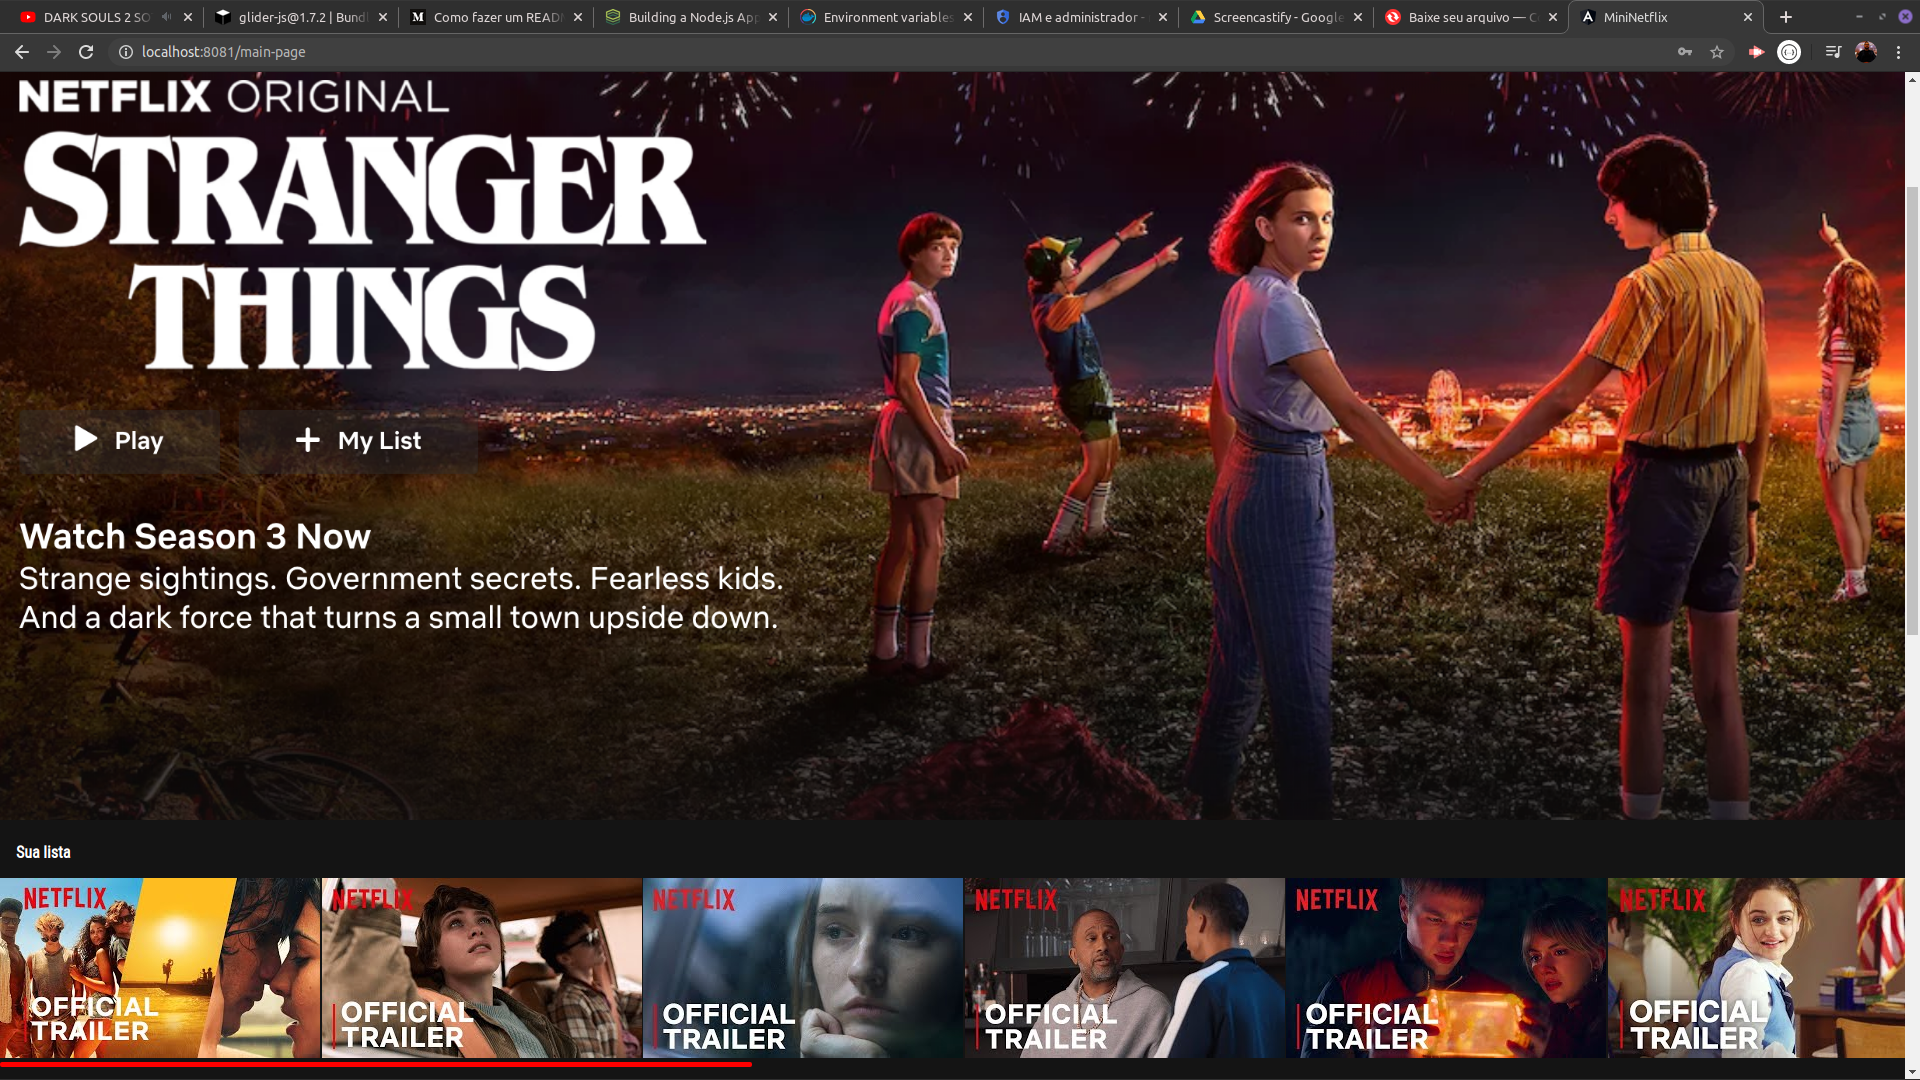 DARK SOULS 2 SO
glider-js@1.7.2 | Bundl
Como fazer um READ
Building a Node.js App
Environment variables
IAM e administrador -
Screencastify - Google
Baixe seu arquivo — C
MiniNetflix
localhost:8081/main-page
NETFLIX ORIGINAL
STRANGER
THINGS
Play
My List
Watch Season 3 Now
Strange sightings. Government secrets. Fearless kids.
And a dark force that turns a small town upside down.
Sua lista
NETFLIX
OFFICIAL
TRAILER
NETFLIX
OFFICIAL
TRAILER
NETFLIX
OFFICIAL
TRAILER
NETFLIX
OFFICIAL
TRAILER
NETFLIX
OFFICIAL
TRAILER
NETFLIX
OFFICIAL
TRAILER